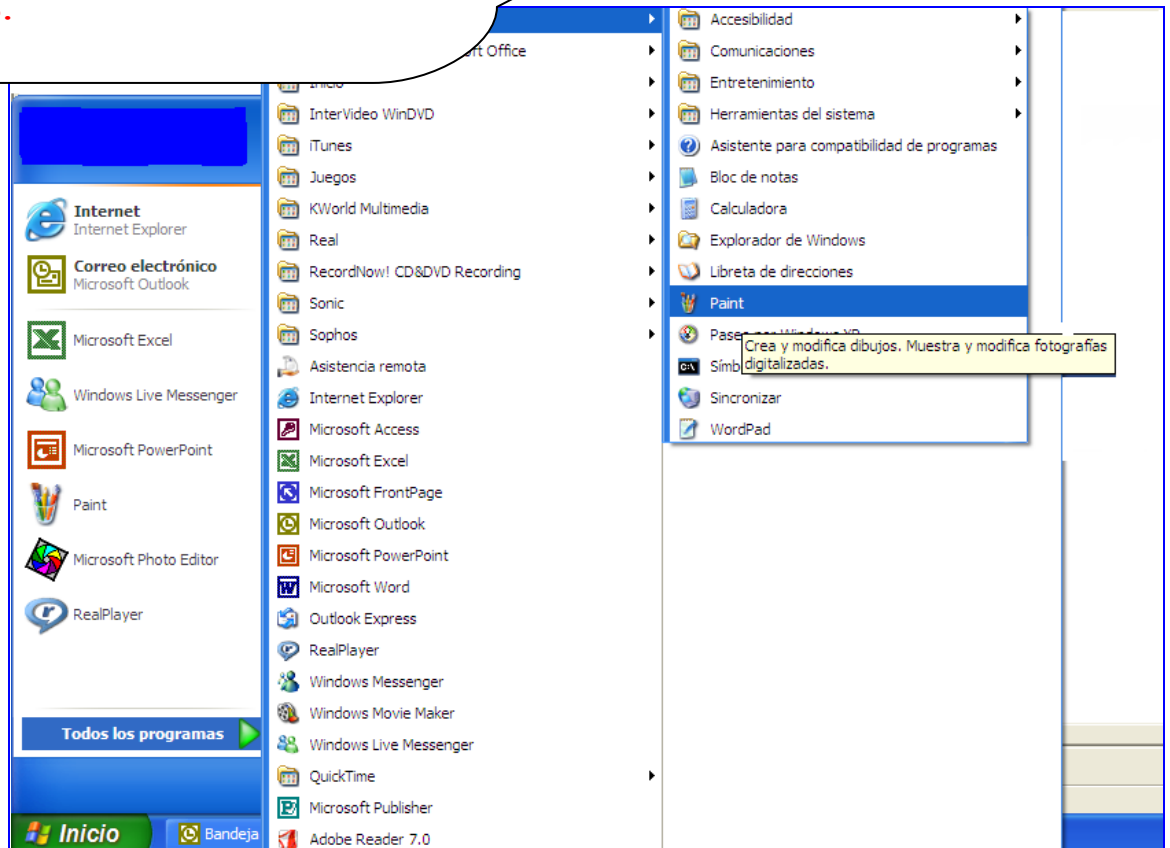 .
Accesibilidad
Comunicaciones
Entretenimiento
Herramientas del sistema
Asistente para compatibilidad de programas
Bloc de notas
Calculadora
Explorador de Windows
Libreta de direcciones
Paint
Crea y modifica dibujos. Muestra y modifica fotografías
digitalizadas.
Sincronizar
WordPad
Office
Inicio
InterVideo WinDVD
iTunes
Juegos
KWorld Multimedia
Real
RecordNow! CD&DVD Recording
Sonic
Sophos
Asistencia remota
Internet Explorer
Microsoft Access
Microsoft Excel
Microsoft FrontPage
Microsoft Outlook
Microsoft PowerPoint
Microsoft Word
Outlook Express
RealPlayer
Windows Messenger
Windows Movie Maker
Windows Live Messenger
QuickTime
Microsoft Publisher
Adobe Reader 7.0
Internet
Internet Explorer
Correo electrónico
Microsoft Outlook
Microsoft Excel
Windows Live Messenger
Microsoft PowerPoint
Paint
Microsoft Photo Editor
RealPlayer
Todos los programas
Inicio
Bandeja